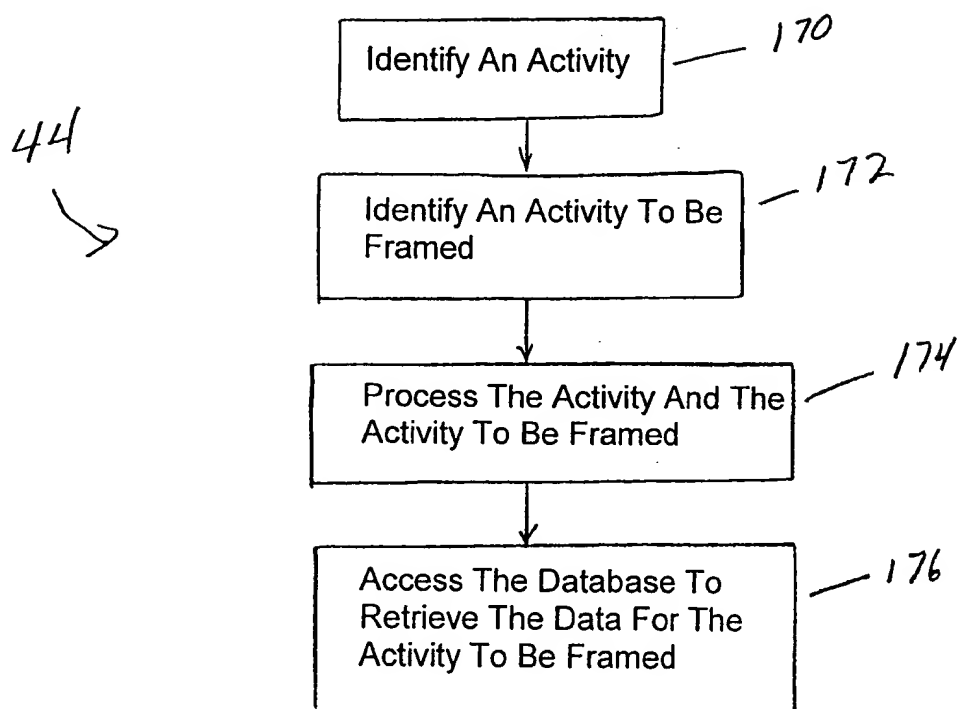 Identify An Activity
170
44
Identify An Activity To Be
Framed
172
Process The Activity And The
Activity To Be Framed
174
Access The Database To
Retrieve The Data For The
Activity To Be Framed
176